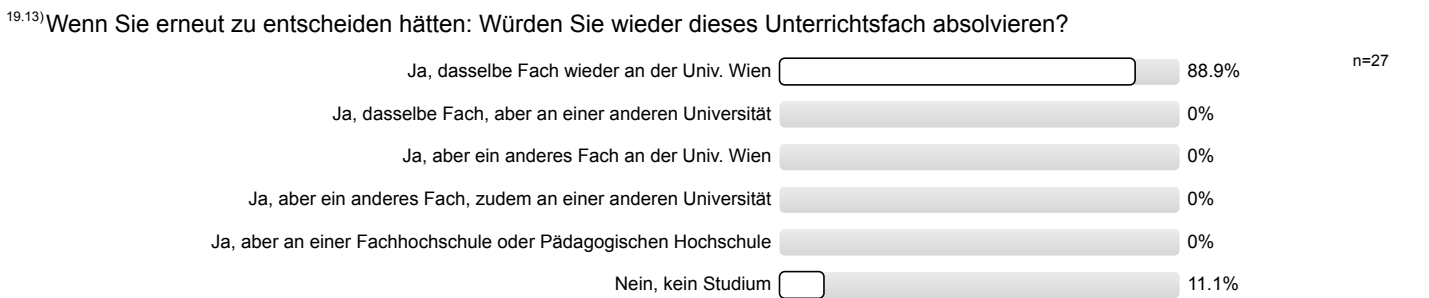 19.13) Wenn Sie erneut zu entscheiden hätten: Würden Sie wieder dieses Unterrichtsfach absolvieren?
Ja, dasselbe Fach wieder an der Univ. Wien 88.9% n=27
Ja, dasselbe Fach, aber an einer anderen Universität 0%
Ja, aber ein anderes Fach an der Univ. Wien 0%
Ja, aber ein anderes Fach, zudem an einer anderen Universität 0%
Ja, aber an einer Fachhochschule oder Pädagogischen Hochschule 0%
Nein, kein Studium 11.1%